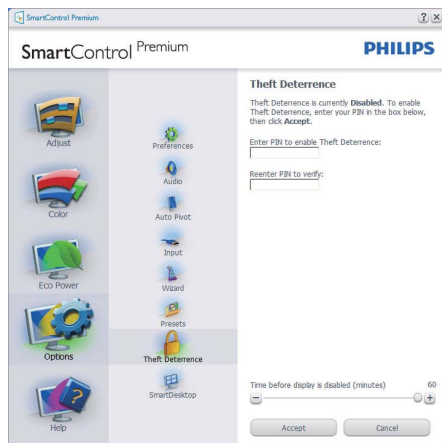 SmartControl Premium
SmartControl Premium
PHILIPS
Adjust
Color
Eco Power
Options
Help
Preferences
Audio
Auto Pivot
Input
Wizard
Presets
Theft Deterrence
SmartDesktop
Theft Deterrence
Theft Deterrence is currently Disabled. To enable
Theft Deterrence, enter your PIN in the box below,
then click Accept.
Enter PIN to enable Theft Deterrence:
Reenter PIN to verify:
Time before display is disabled (minutes) 60
Accept Cancel